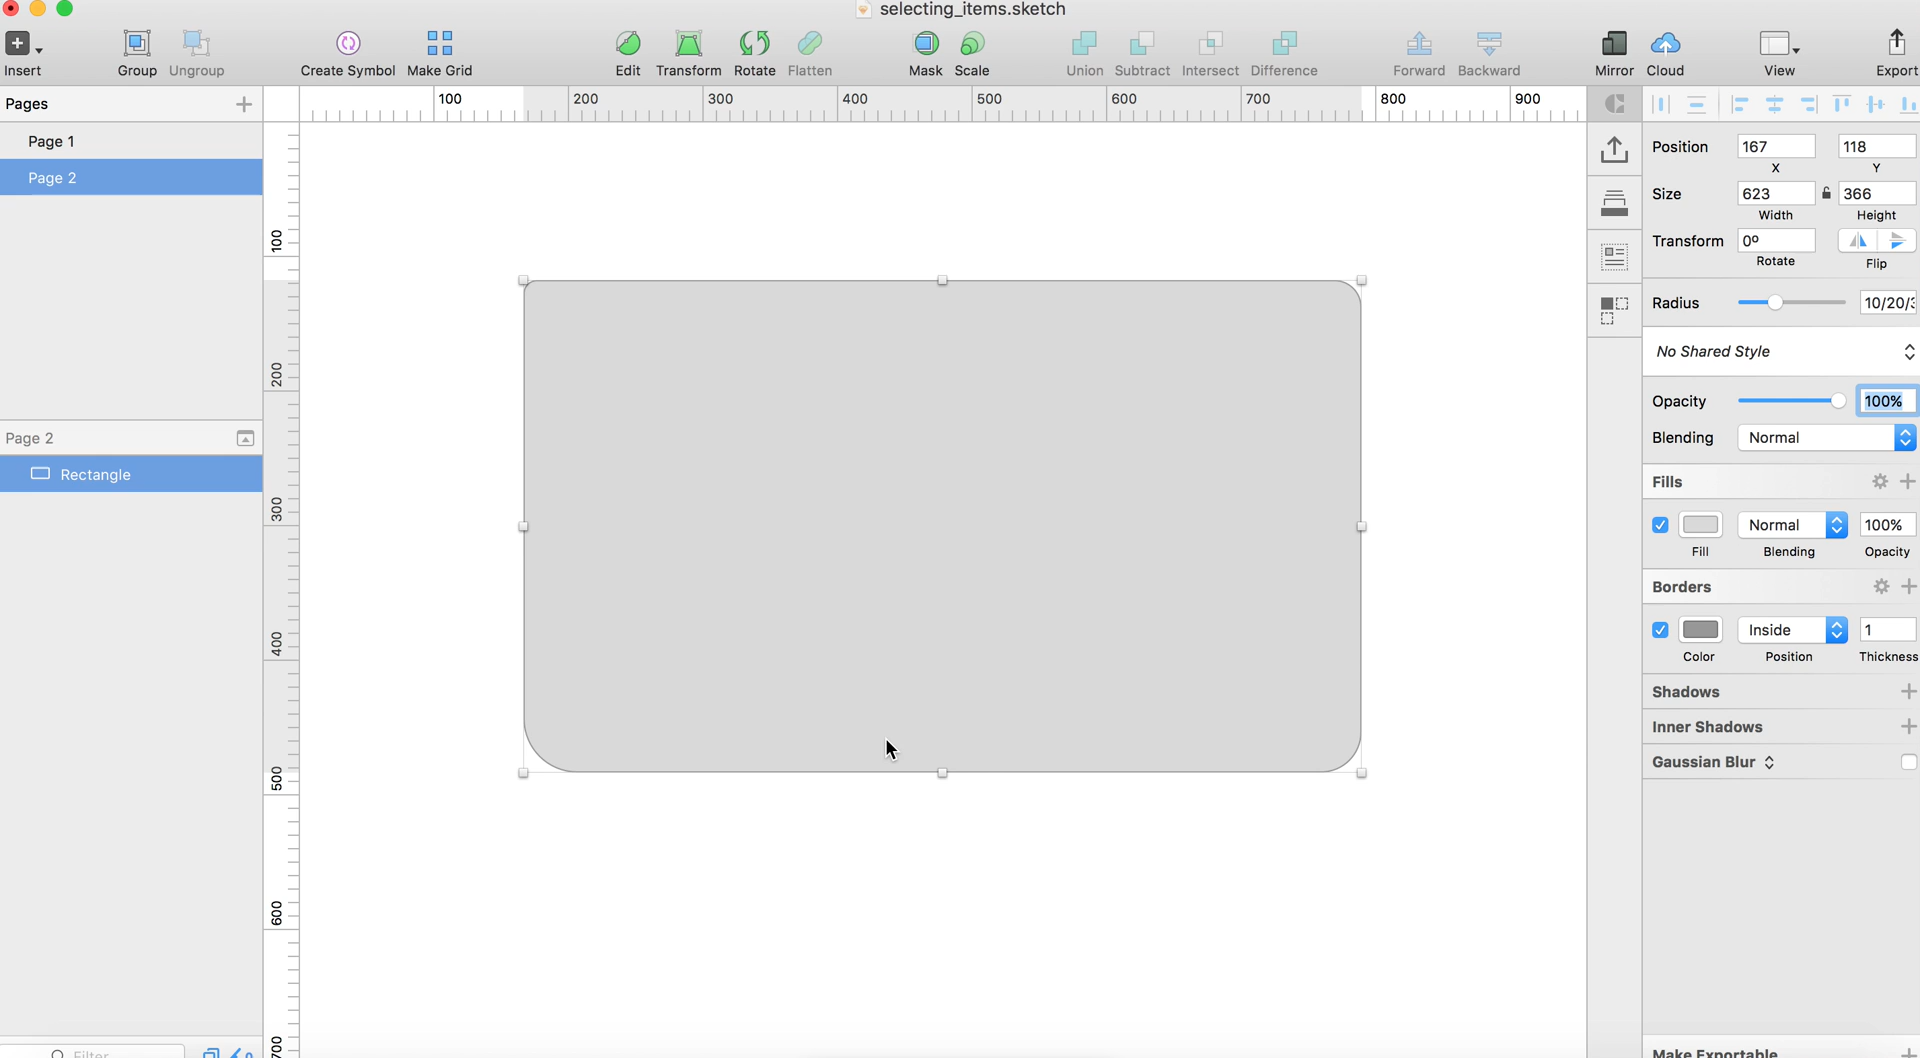 selecting_items.sketch
Insert Group Ungroup Create Symbol Make Grid Edit Transform Rotate Flatten Mask Scale Union Subtract Intersect Difference Forward Backward Mirror Cloud View Export
Pages
Page 1
Page 2
Page 2
Rectangle
Filter
100 200 300 400 500 600 700 800 900
100
200
300
400
500
600
700
Position 167 118
X Y
Size 623 366
Width Height
Transform 0º
Rotate Flip
Radius 10/20/3
No Shared Style
Opacity 100%
Blending Normal
Fills
Normal 100%
Fill Blending Opacity
Borders
Inside 1
Color Position Thickness
Shadows
Inner Shadows
Gaussian Blur
Make Exportable